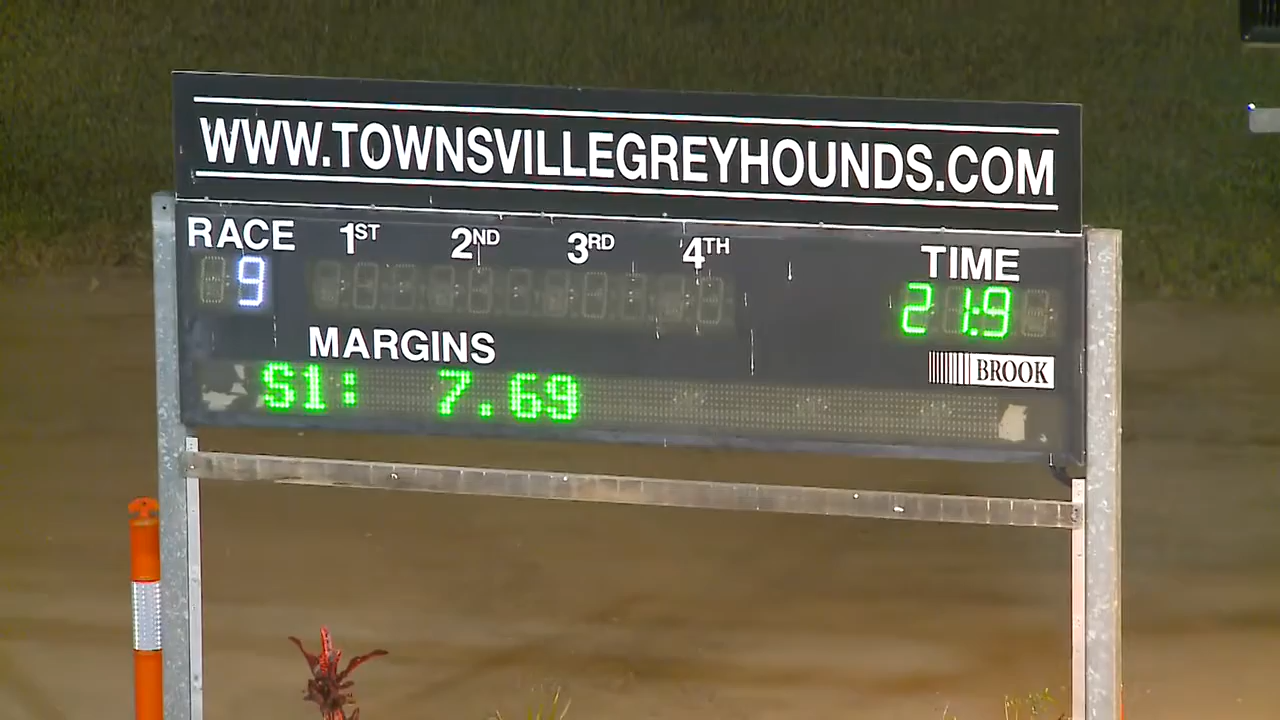 WWW.TOWNSVILLEGREYHOUNDS.COM
RACE 1ST 2ND 3RD 4TH TIME
9 21:9
MARGINS BROOK
S1: 7.69